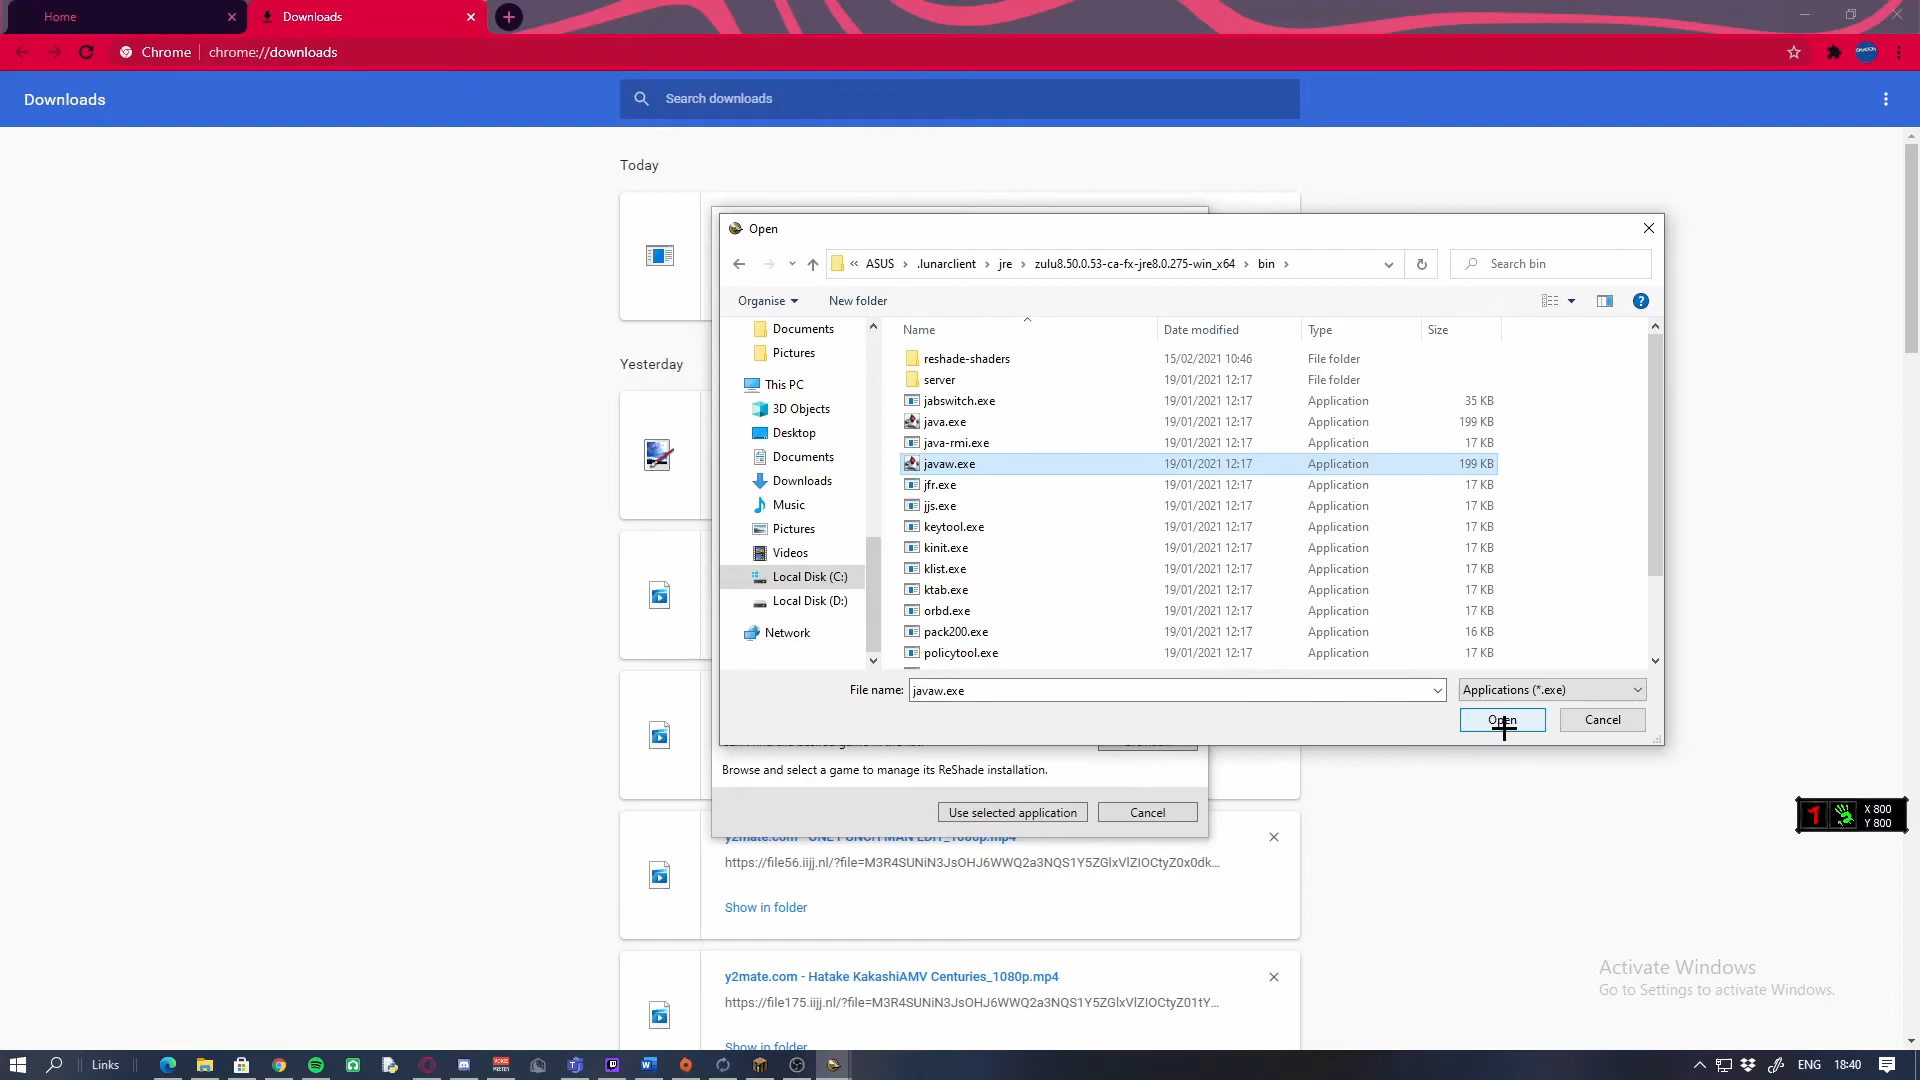 Home
Downloads
Chrome
chrome://downloads
Downloads
Search downloads
Today
Yesterday
Open
« ASUS › .lunarclient › jre › zulu8.50.0.53-ca-fx-jre8.0.275-win_x64 › bin ›
Search bin
Organise
New folder
Documents
Pictures
This PC
3D Objects
Desktop
Documents
Downloads
Music
Pictures
Videos
Local Disk (C:)
Local Disk (D:)
Network
Name Date modified Type Size
reshade-shaders 15/02/2021 10:46 File folder
server 19/01/2021 12:17 File folder
jabswitch.exe 19/01/2021 12:17 Application 35 KB
java.exe 19/01/2021 12:17 Application 199 KB
java-rmi.exe 19/01/2021 12:17 Application 17 KB
javaw.exe 19/01/2021 12:17 Application 199 KB
jfr.exe 19/01/2021 12:17 Application 17 KB
jjs.exe 19/01/2021 12:17 Application 17 KB
keytool.exe 19/01/2021 12:17 Application 17 KB
kinit.exe 19/01/2021 12:17 Application 17 KB
klist.exe 19/01/2021 12:17 Application 17 KB
ktab.exe 19/01/2021 12:17 Application 17 KB
orbd.exe 19/01/2021 12:17 Application 17 KB
pack200.exe 19/01/2021 12:17 Application 16 KB
policytool.exe 19/01/2021 12:17 Application 17 KB
File name: javaw.exe
Applications (*.exe)
Open
Cancel
Browse and select a game to manage its ReShade installation.
Use selected application
Cancel
X 800
Y 800
y2mate.com - ONE PUNCH MAN EDIT_1080p.mp4
https://file56.iijj.nl/?file=M3R4SUNiN3JsOHJ6WWQ2a3NQS1Y5ZGlxVlZIOCtyZ0x0dk...
Show in folder
y2mate.com - Hatake KakashiAMV Centuries_1080p.mp4
https://file175.iijj.nl/?file=M3R4SUNiN3JsOHJ6WWQ2a3NQS1Y5ZGlxVlZIOCtyZ01tY...
Show in folder
Activate Windows
Go to Settings to activate Windows.
Links
ENG
18:40